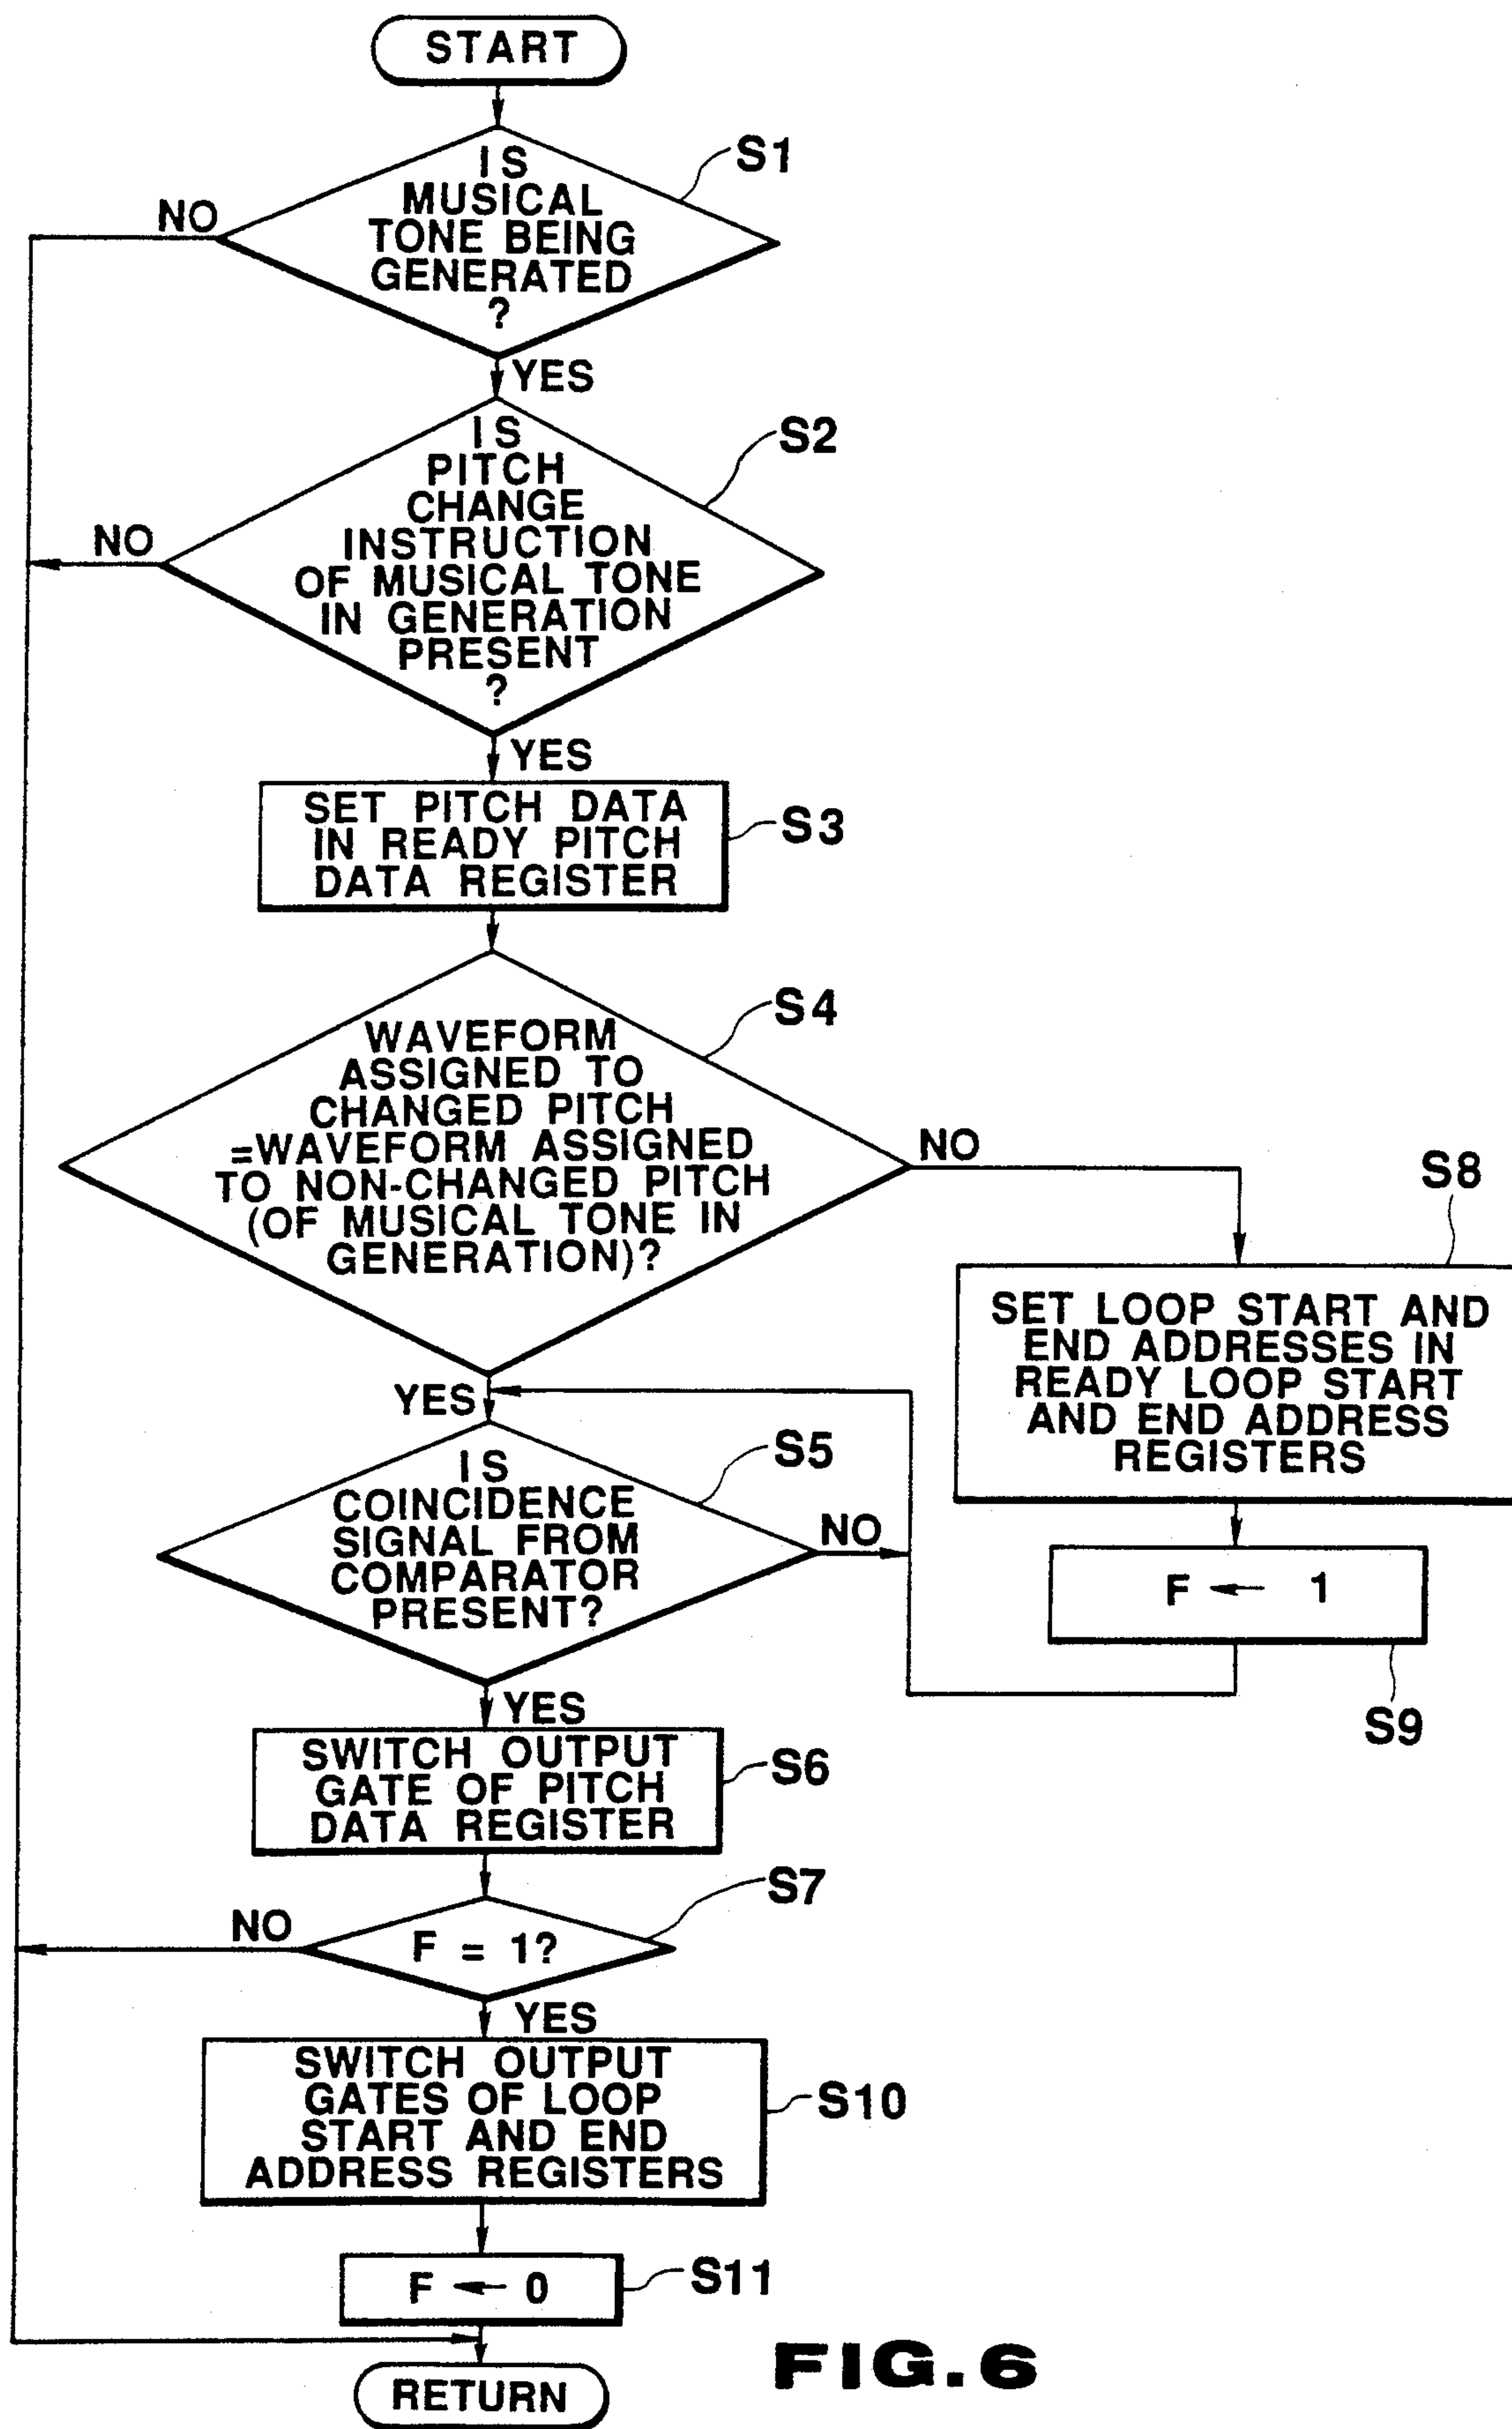 START
IS
MUSICAL
TONE BEING
GENERATED
?
S1
NO
YES
IS
PITCH
CHANGE
INSTRUCTION
OF MUSICAL TONE
IN GENERATION
PRESENT
?
S2
NO
YES
SET PITCH DATA
IN READY PITCH
DATA REGISTER
S3
WAVEFORM
ASSIGNED TO
CHANGED PITCH
=WAVEFORM ASSIGNED
TO NON-CHANGED PITCH
(OF MUSICAL TONE IN
GENERATION)?
S4
NO
YES
S8
SET LOOP START AND
END ADDRESSES IN
READY LOOP START
AND END ADDRESS
REGISTERS
F ← 1
S9
IS
COINCIDENCE
SIGNAL FROM
COMPARATOR
PRESENT?
S5
NO
YES
SWITCH OUTPUT
GATE OF PITCH
DATA REGISTER
S6
F = 1?
S7
NO
YES
SWITCH OUTPUT
GATES OF LOOP
START AND END
ADDRESS REGISTERS
S10
F ← 0
S11
RETURN
FIG.6